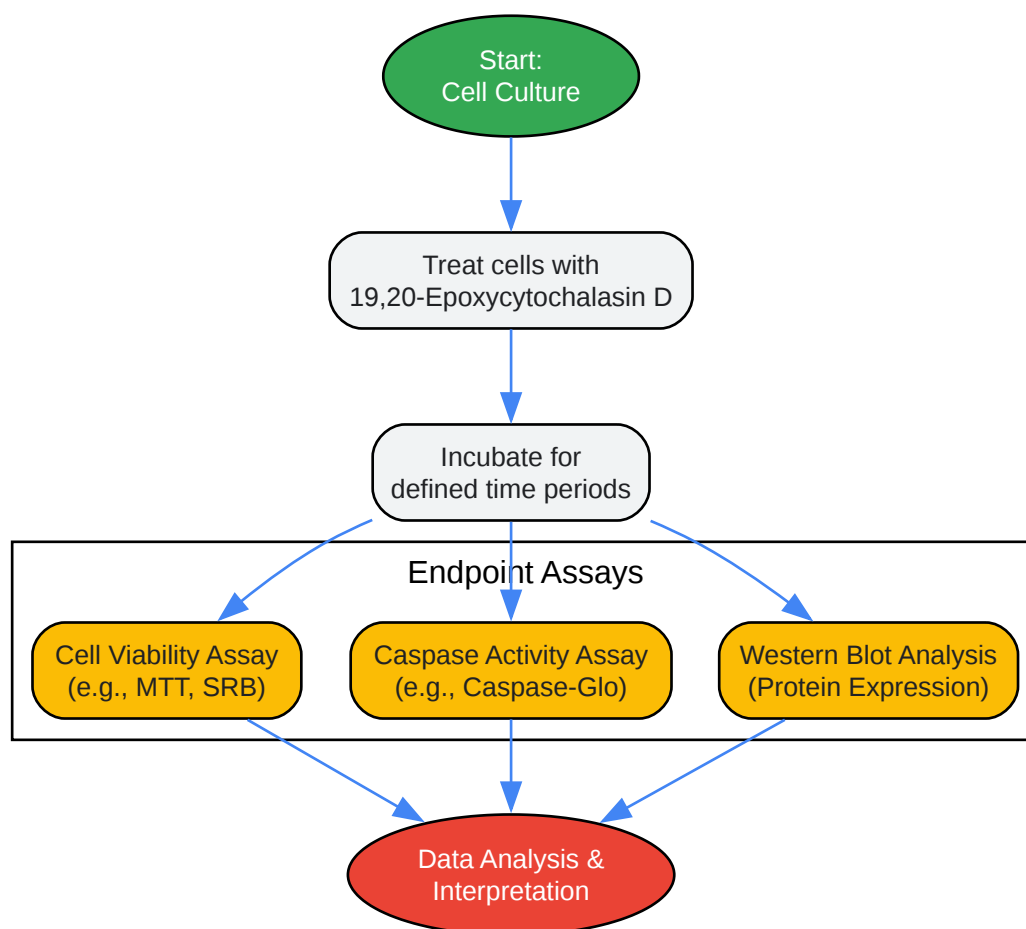 Start:
Cell Culture
Treat cells with
19,20-Epoxycytochalasin D
Incubate for
defined time periods
Endpoint Assays
Cell Viability Assay
(e.g., MTT, SRB)
Caspase Activity Assay
(e.g., Caspase-Glo)
Western Blot Analysis
(Protein Expression)
Data Analysis &
Interpretation